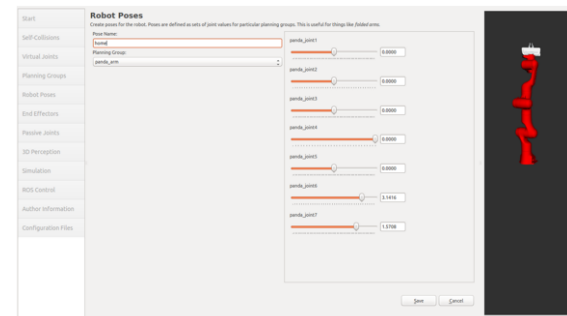 Start
Self-Collisions
Virtual Joints
Planning Groups
Robot Poses
End Effectors
Passive Joints
3D Perception
Simulation
ROS Control
Author Information
Configuration Files
Robot Poses
Create poses for the robot. Poses are defined as sets of joint values for particular planning groups. This is useful for things like folded arms.
Pose Name:
home
Planning Group:
panda_arm
panda_joint1
0.0000
panda_joint2
0.0000
panda_joint3
0.0000
panda_joint4
0.0000
panda_joint5
0.0000
panda_joint6
3.1416
panda_joint7
1.5708
Save
Cancel